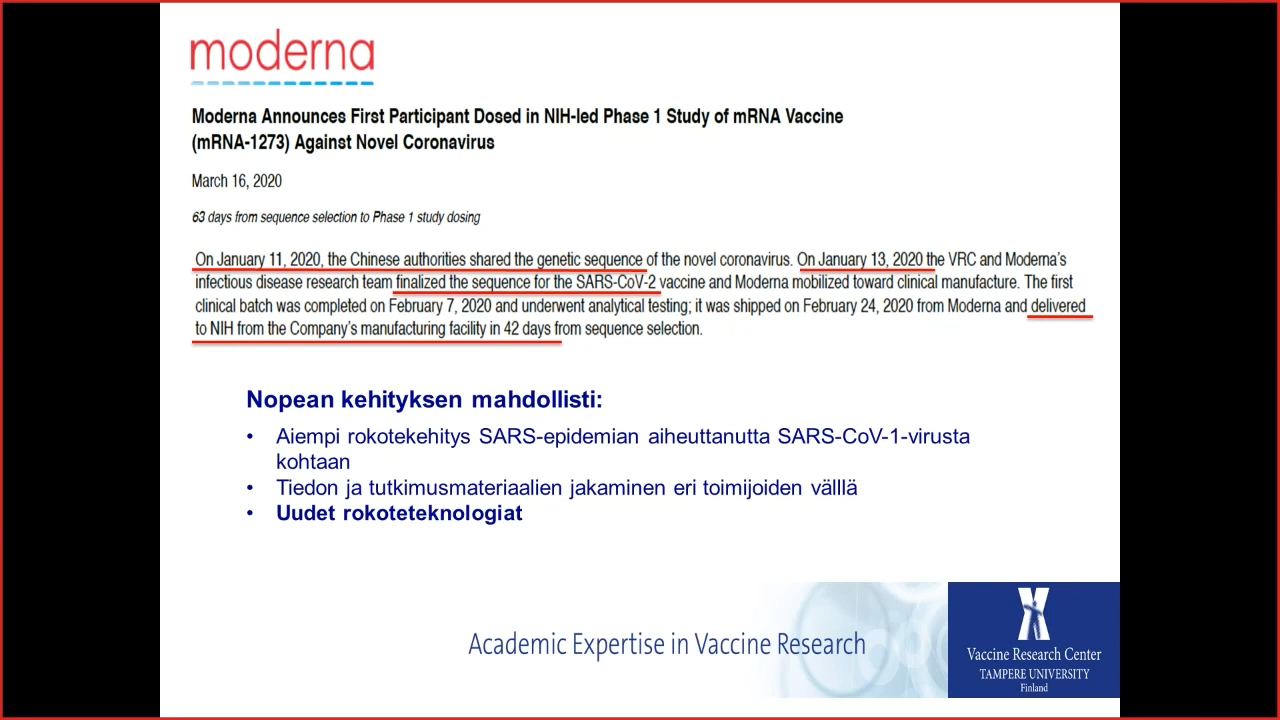 moderna
Moderna Announces First Participant Dosed in NIH-led Phase 1 Study of mRNA Vaccine
(mRNA-1273) Against Novel Coronavirus
March 16, 2020
63 days from sequence selection to Phase 1 study dosing
On January 11, 2020, the Chinese authorities shared the genetic sequence of the novel coronavirus. On January 13, 2020 the VRC and Moderna's
infectious disease research team finalized the sequence for the SARS-CoV-2 vaccine and Moderna mobilized toward clinical manufacture. The first
clinical batch was completed on February 7, 2020 and underwent analytical testing; it was shipped on February 24, 2020 from Moderna and delivered
to NIH from the Company's manufacturing facility in 42 days from sequence selection.
Nopean kehityksen mahdollisti:
• Aiempi rokotekehitys SARS-epidemian aiheuttanutta SARS-CoV-1-virusta
kohtaan
• Tiedon ja tutkimusmateriaalien jakaminen eri toimijoiden välllä
• Uudet rokoteteknologiat
Academic Expertise in Vaccine Research
Vaccine Research Center
TAMPERE UNIVERSITY
Finland